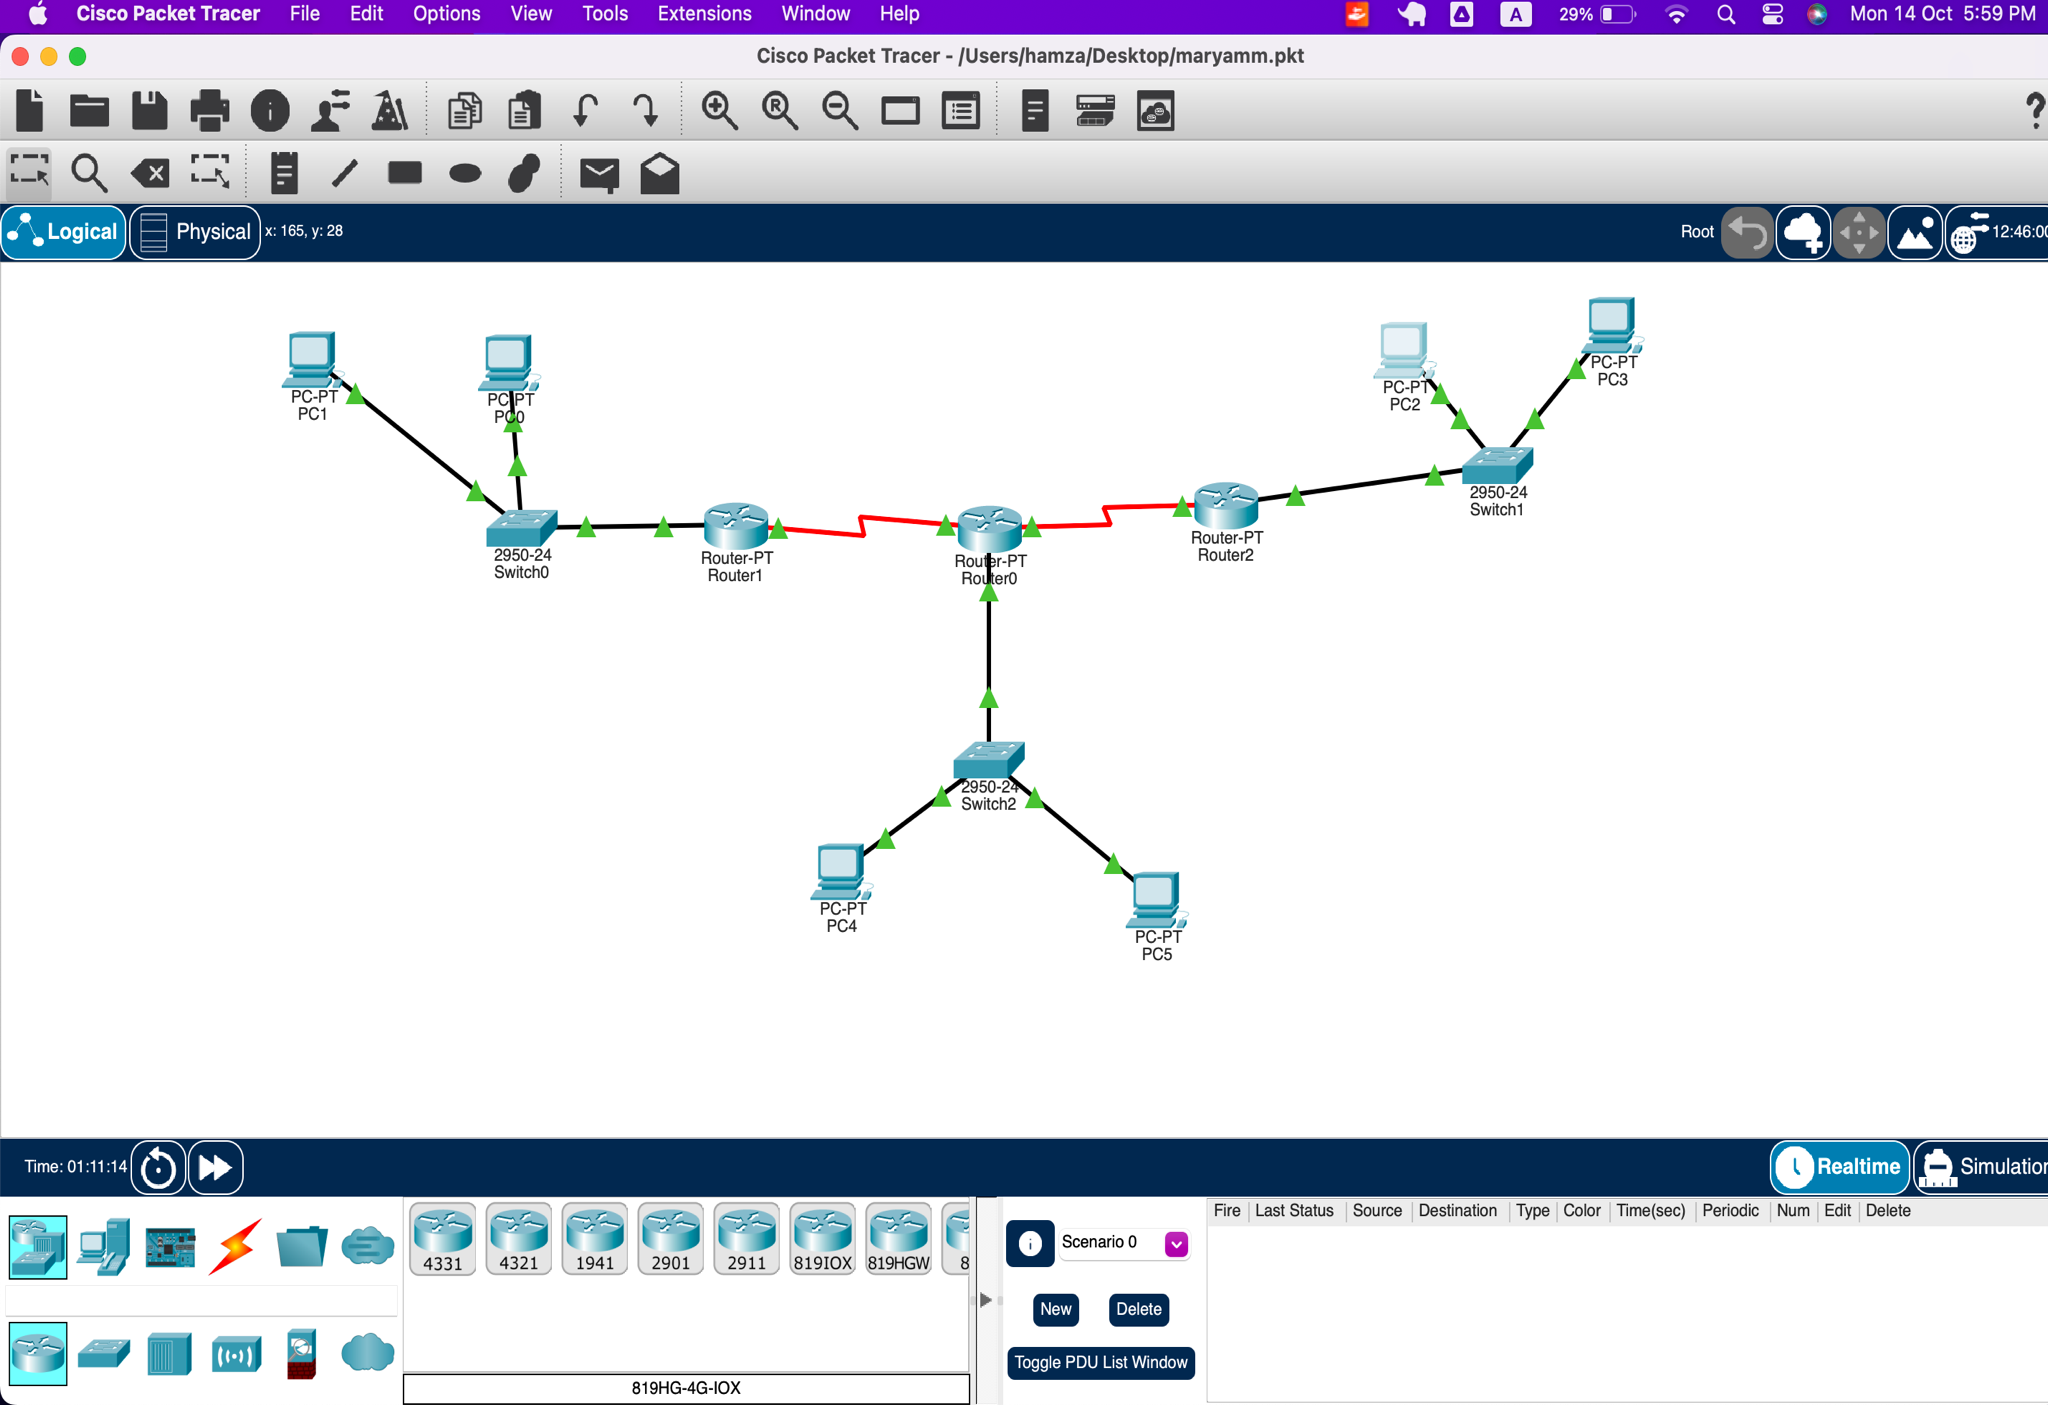 Cisco Packet Tracer File Edit Options View Tools Extensions Window Help A 29% Mon 14 Oct 5:59 PM
Cisco Packet Tracer - /Users/hamza/Desktop/maryamm.pkt
Logical Physical x: 165, y: 28 Root 12:46:00
PC-PT
PC1
PC-PT
PC0
PC-PT
PC2
PC-PT
PC3
2950-24
Switch0
Router-PT
Router1
Router-PT
Router0
Router-PT
Router2
2950-24
Switch1
2950-24
Switch2
PC-PT
PC4
PC-PT
PC5
Time: 01:11:14 Realtime Simulation
4331 4321 1941 2901 2911 819IOX 819HGW 8
819HG-4G-IOX
Scenario 0
New Delete
Toggle PDU List Window
Fire Last Status Source Destination Type Color Time(sec) Periodic Num Edit Delete